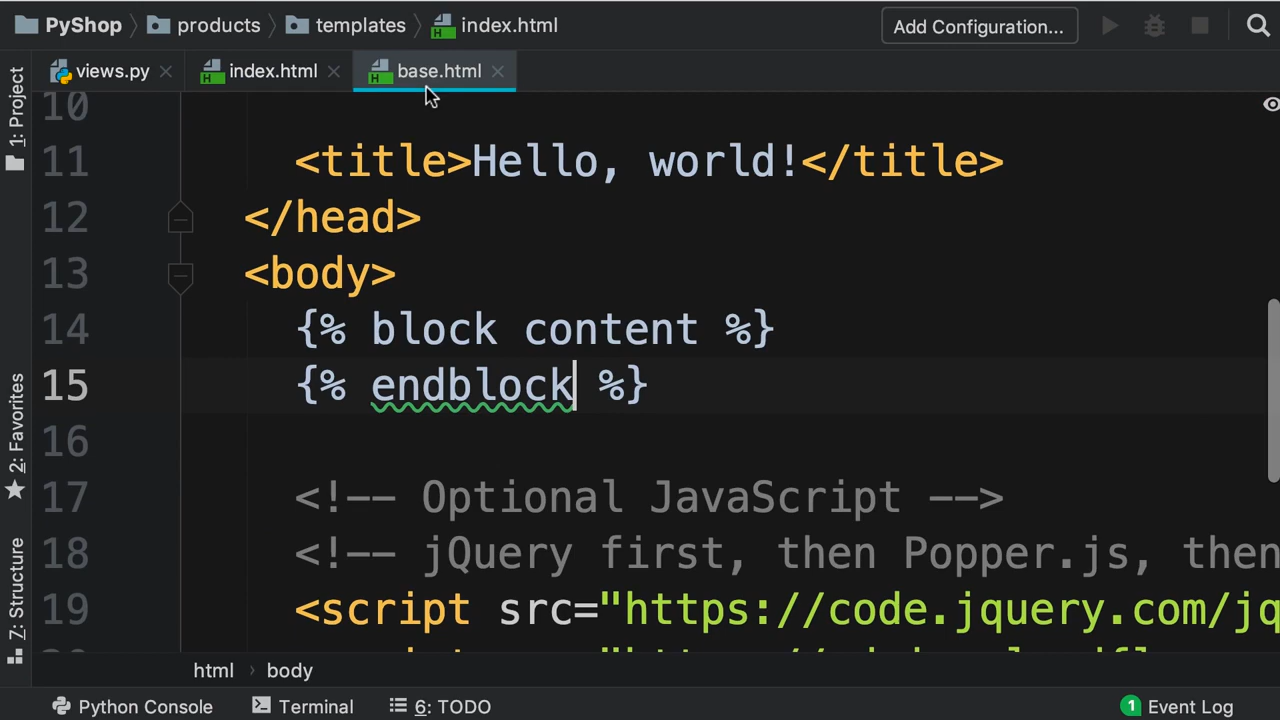 PyShop products templates index.html Add Configuration...
views.py index.html base.html
1: Project
2: Favorites
7: Structure
10
11 <title>Hello, world!</title>
12 </head>
13 <body>
14 {% block content %}
15 {% endblock %}
16
17 <!-- Optional JavaScript -->
18 <!-- jQuery first, then Popper.js, then
19 <script src="https://code.jquery.com/jq
html body
Python Console Terminal 6: TODO 1 Event Log